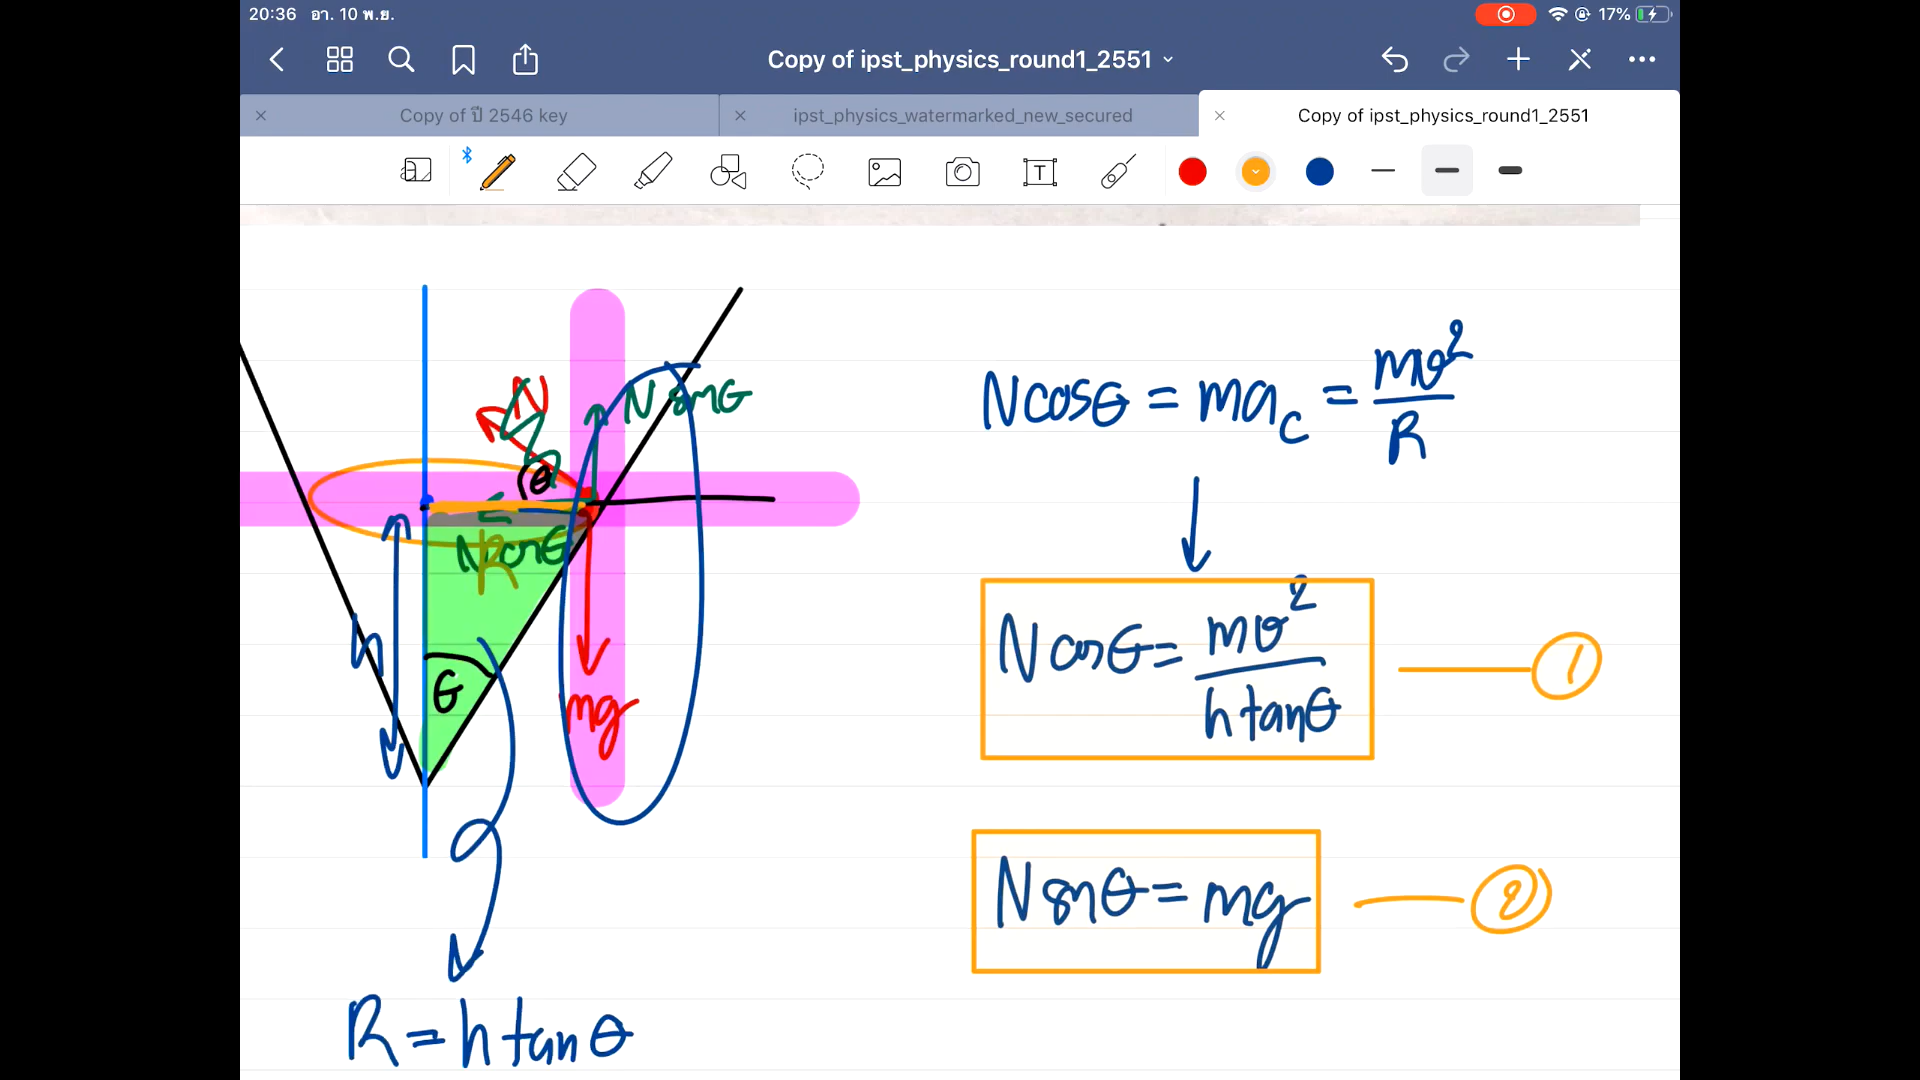 20:36 อา. 10 พ.ย.
17%
Copy of ipst_physics_round1_2551
Copy of ปี 2546 key
ipst_physics_watermarked_new_secured
Copy of ipst_physics_round1_2551
T
N
N sinθ
θ
N cosθ
R
h
θ
mg
R = h tanθ
N cosθ = ma_c = mv²/R
N cosθ = mv²/(h tanθ) — ①
N sinθ = mg — ②